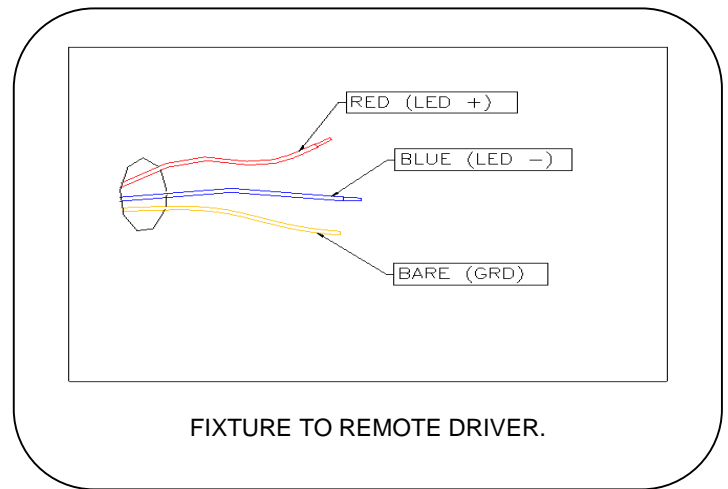 RED (LED +)
BLUE (LED −)
BARE (GRD)
FIXTURE TO REMOTE DRIVER.